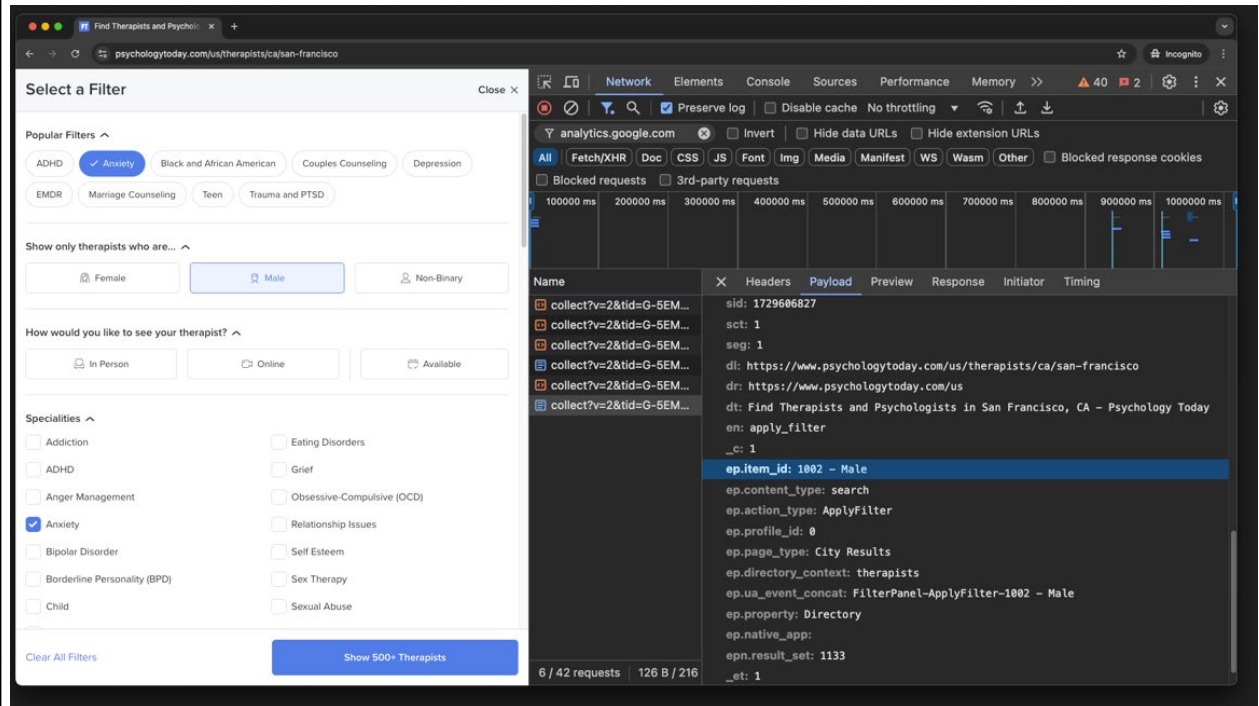 Find Therapists and Psycholo
psychologytoday.com/us/therapists/ca/san-francisco
Incognito
Select a Filter
Close ×
Popular Filters
ADHD
Anxiety
Black and African American
Couples Counseling
Depression
EMDR
Marriage Counseling
Teen
Trauma and PTSD
Show only therapists who are...
Female
Male
Non-Binary
How would you like to see your therapist?
In Person
Online
Available
Specialities
Addiction
Eating Disorders
ADHD
Grief
Anger Management
Obsessive-Compulsive (OCD)
Anxiety
Relationship Issues
Bipolar Disorder
Self Esteem
Borderline Personality (BPD)
Sex Therapy
Child
Sexual Abuse
Clear All Filters
Show 500+ Therapists
Network Elements Console Sources Performance Memory >> 40 2
Preserve log Disable cache No throttling
analytics.google.com Invert Hide data URLs Hide extension URLs
All Fetch/XHR Doc CSS JS Font Img Media Manifest WS Wasm Other Blocked response cookies
Blocked requests 3rd-party requests
100000 ms 200000 ms 300000 ms 400000 ms 500000 ms 600000 ms 700000 ms 800000 ms 900000 ms 1000000 ms
Name
collect?v=2&tid=G-5EM...
collect?v=2&tid=G-5EM...
collect?v=2&tid=G-5EM...
collect?v=2&tid=G-5EM...
collect?v=2&tid=G-5EM...
collect?v=2&tid=G-5EM...
6 / 42 requests 126 B / 216
Headers Payload Preview Response Initiator Timing
sid: 1729606827
sct: 1
seg: 1
dl: https://www.psychologytoday.com/us/therapists/ca/san-francisco
dr: https://www.psychologytoday.com/us
dt: Find Therapists and Psychologists in San Francisco, CA – Psychology Today
en: apply_filter
_c: 1
ep.item_id: 1002 – Male
ep.content_type: search
ep.action_type: ApplyFilter
ep.profile_id: 0
ep.page_type: City Results
ep.directory_context: therapists
ep.ua_event_concat: FilterPanel-ApplyFilter-1002 – Male
ep.property: Directory
ep.native_app:
epn.result_set: 1133
_et: 1